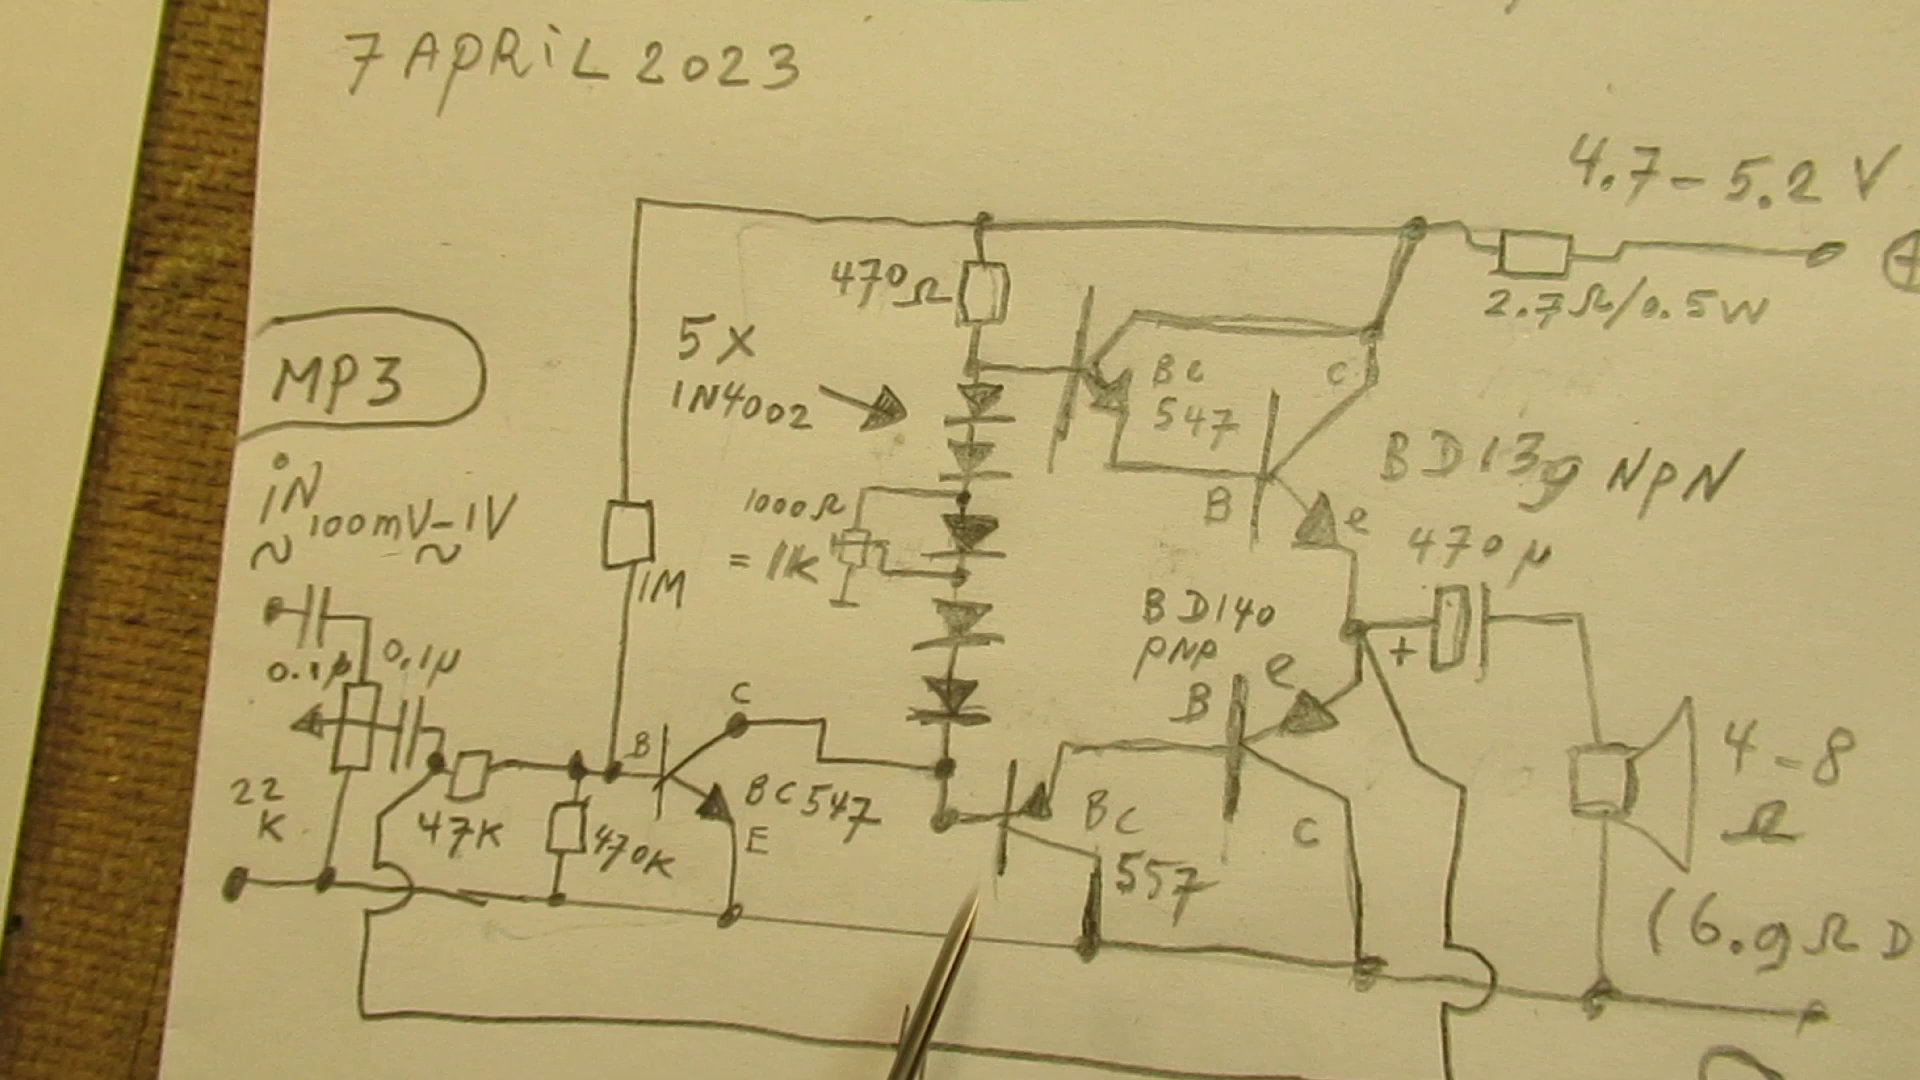 7 APRiL 2023
4.7-5.2 V
+
470Ω
2.7Ω/0.5W
5X
1N4002
MP3
BC
547
C
B
e
BD139 NPN
iN
~ 100mV-1V
~
1000Ω
= 1K
470µ
1M
BD140
PNP
B
e
+
0.1µ
0.1µ
C
B
BC547
E
4-8
Ω
22
K
47K
470K
BC
557
C
(6.9Ω D